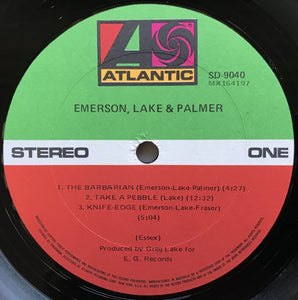 ATLANTIC
SD-9040
MX164197
EMERSON, LAKE & PALMER
STEREO ONE
1. THE BARBARIAN (Emerson-Lake-Palmer) (4:27)
2. TAKE A PEBBLE (Lake) (12:32)
3. KNIFE-EDGE (Emerson-Lake-Fraser)
(5:04)
(Essex)
Produced by Greg Lake for
E. G. Records